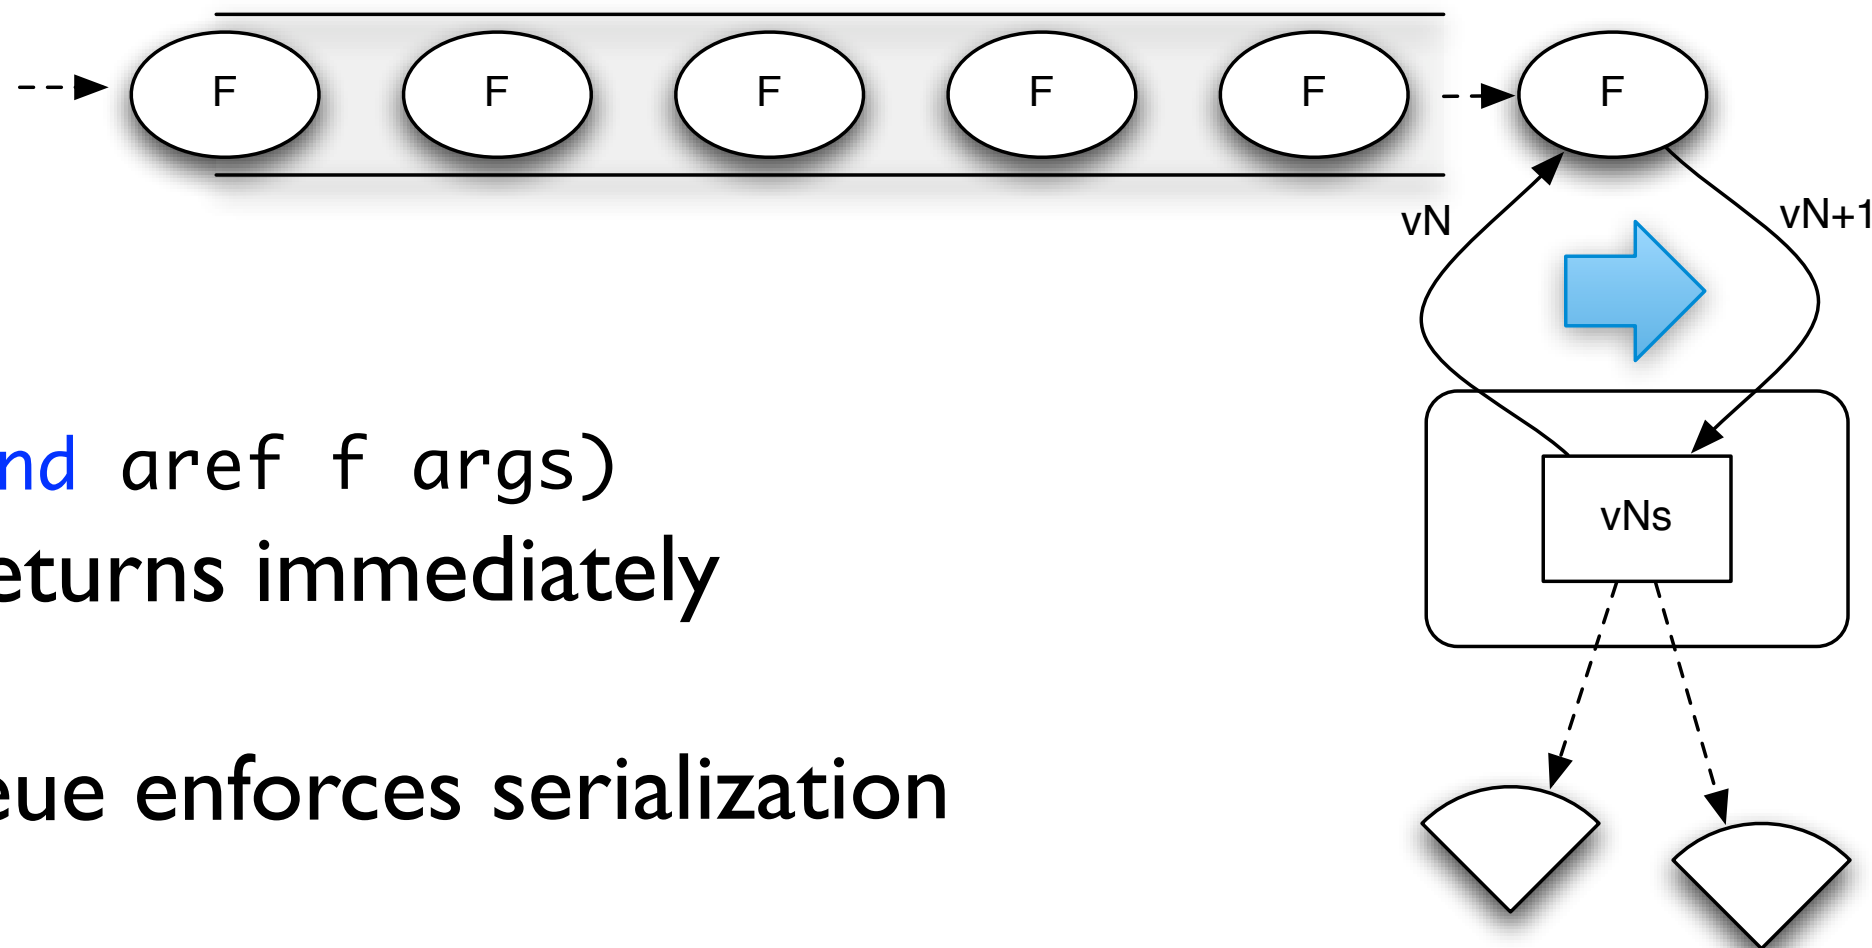 F F F F F F
vN vN+1
nd aref f args)
vNs
eturns immediately
eue enforces serialization